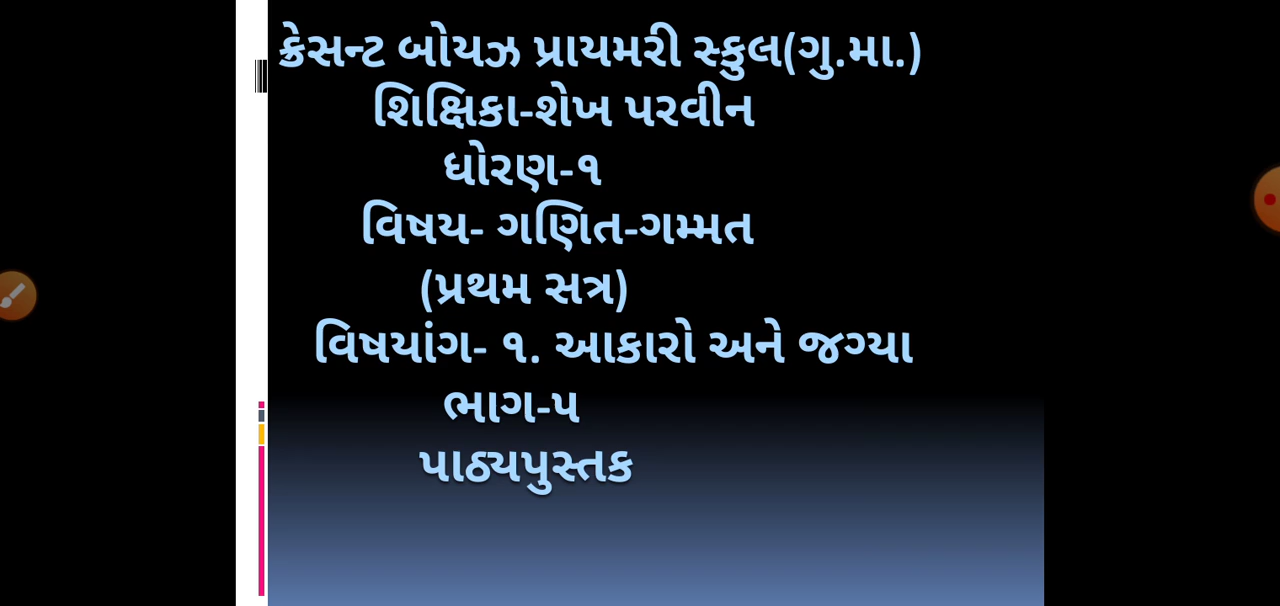 ક્રેસન્ટ બોયઝ પ્રાયમરી સ્કુલ(ગુ.મા.)
શિક્ષિકા-શેખ પરવીન
ધોરણ-૧
વિષય- ગણિત-ગમ્મત
(પ્રથમ સત્ર)
વિષયાંગ- ૧. આકારો અને જગ્યા
ભાગ-૫
પાઠ્યપુસ્તક